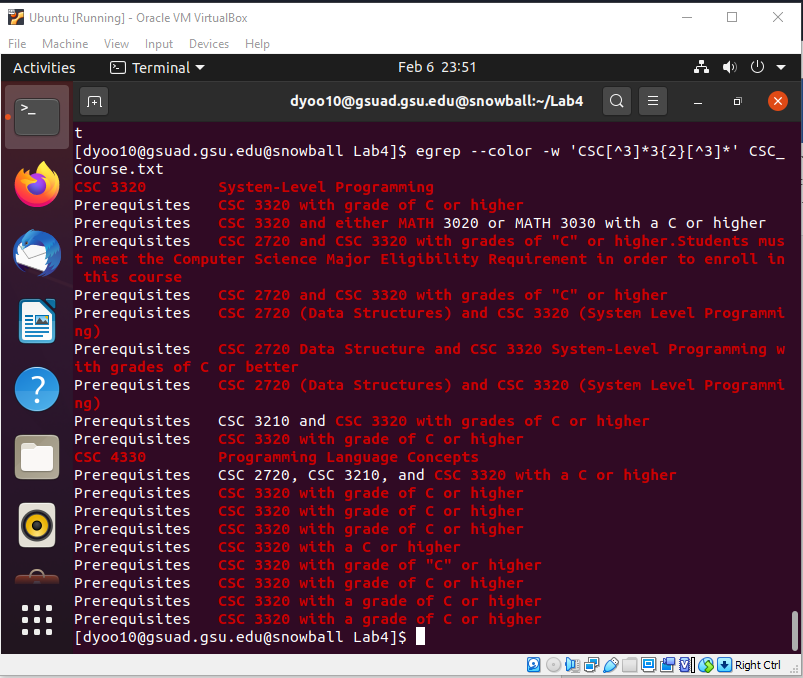 Ubuntu [Running] - Oracle VM VirtualBox
File Machine View Input Devices Help
Activities Terminal Feb 6 23:51
dyoo10@gsuad.gsu.edu@snowball:~/Lab4
t
[dyoo10@gsuad.gsu.edu@snowball Lab4]$ egrep --color -w 'CSC[^3]*3{2}[^3]*' CSC_
Course.txt
CSC 3320 System-Level Programming
Prerequisites CSC 3320 with grade of C or higher
Prerequisites CSC 3320 and either MATH 3020 or MATH 3030 with a C or higher
Prerequisites CSC 2720 and CSC 3320 with grades of "C" or higher.Students mus
t meet the Computer Science Major Eligibility Requirement in order to enroll in
this course
Prerequisites CSC 2720 and CSC 3320 with grades of "C" or higher
Prerequisites CSC 2720 (Data Structures) and CSC 3320 (System Level Programmi
ng)
Prerequisites CSC 2720 Data Structure and CSC 3320 System-Level Programming w
ith grades of C or better
Prerequisites CSC 2720 (Data Structures) and CSC 3320 (System Level Programmi
ng)
Prerequisites CSC 3210 and CSC 3320 with grades of C or higher
Prerequisites CSC 3320 with grade of C or higher
CSC 4330 Programming Language Concepts
Prerequisites CSC 2720, CSC 3210, and CSC 3320 with a C or higher
Prerequisites CSC 3320 with grade of C or higher
Prerequisites CSC 3320 with grade of C or higher
Prerequisites CSC 3320 with grade of C or higher
Prerequisites CSC 3320 with a C or higher
Prerequisites CSC 3320 with grade of "C" or higher
Prerequisites CSC 3320 with grade of C or higher
Prerequisites CSC 3320 with a grade of C or higher
Prerequisites CSC 3320 with a grade of C or higher
[dyoo10@gsuad.gsu.edu@snowball Lab4]$
Right Ctrl